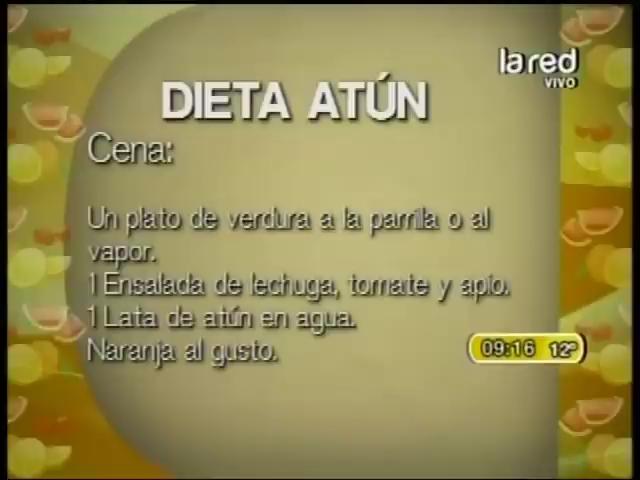 la red
VIVO
DIETA ATÚN
Cena:
Un plato de verdura a la parrila o al
vapor.
1 Ensalada de lechuga, tomate y apio.
1 Lata de atún en agua.
Naranja al gusto.
09:16 12°